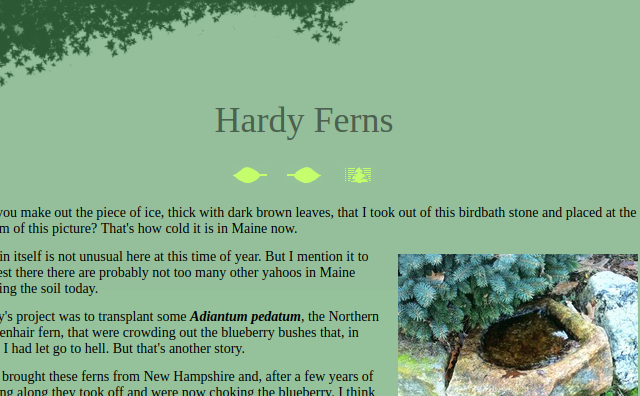 Hardy Ferns
you make out the piece of ice, thick with dark brown leaves, that I took out of this birdbath stone and placed at the
m of this picture? That's how cold it is in Maine now.
in itself is not unusual here at this time of year. But I mention it to
est there there are probably not too many other yahoos in Maine
ing the soil today.
y's project was to transplant some Adiantum pedatum, the Northern
enhair fern, that were crowding out the blueberry bushes that, in
I had let go to hell. But that's another story.
brought these ferns from New Hampshire and, after a few years of
ng along they took off and were now choking the blueberry. I think